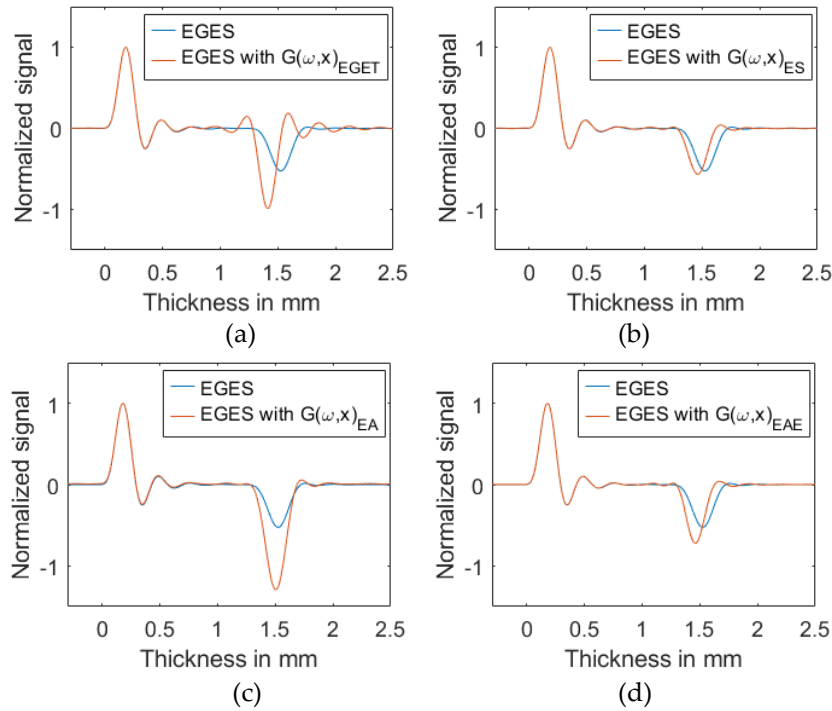 EGES
EGES with G(ω,x)EGET
Normalized signal
1
0
-1
0 0.5 1 1.5 2 2.5
Thickness in mm
(a)
EGES
EGES with G(ω,x)ES
Normalized signal
1
0
-1
0 0.5 1 1.5 2 2.5
Thickness in mm
(b)
EGES
EGES with G(ω,x)EA
Normalized signal
1
0
-1
0 0.5 1 1.5 2 2.5
Thickness in mm
(c)
EGES
EGES with G(ω,x)EAE
Normalized signal
1
0
-1
0 0.5 1 1.5 2 2.5
Thickness in mm
(d)